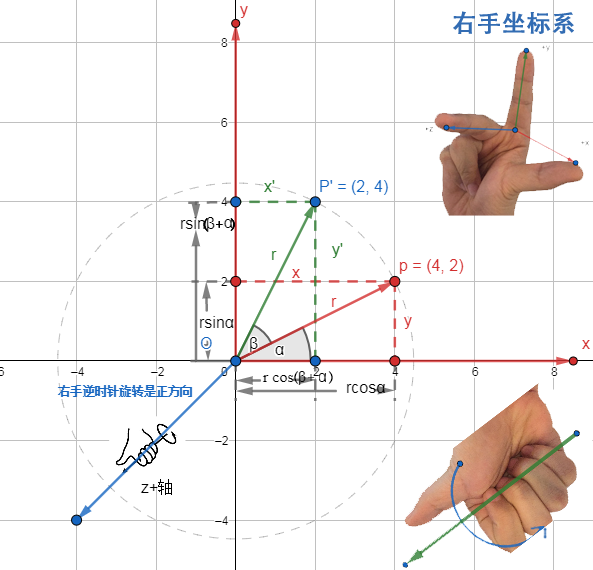 右手坐标系
y
+Y
+Z
+X
8
6
4
2
x'
P' = (2, 4)
rsin(β+α)
r
y'
x
p = (4, 2)
r
rsinα
y
β
α
x
-4
-2
0
2
4
6
8
r cos(β+α)
rcosα
右手逆时针旋转是正方向
−2
z+轴
−4